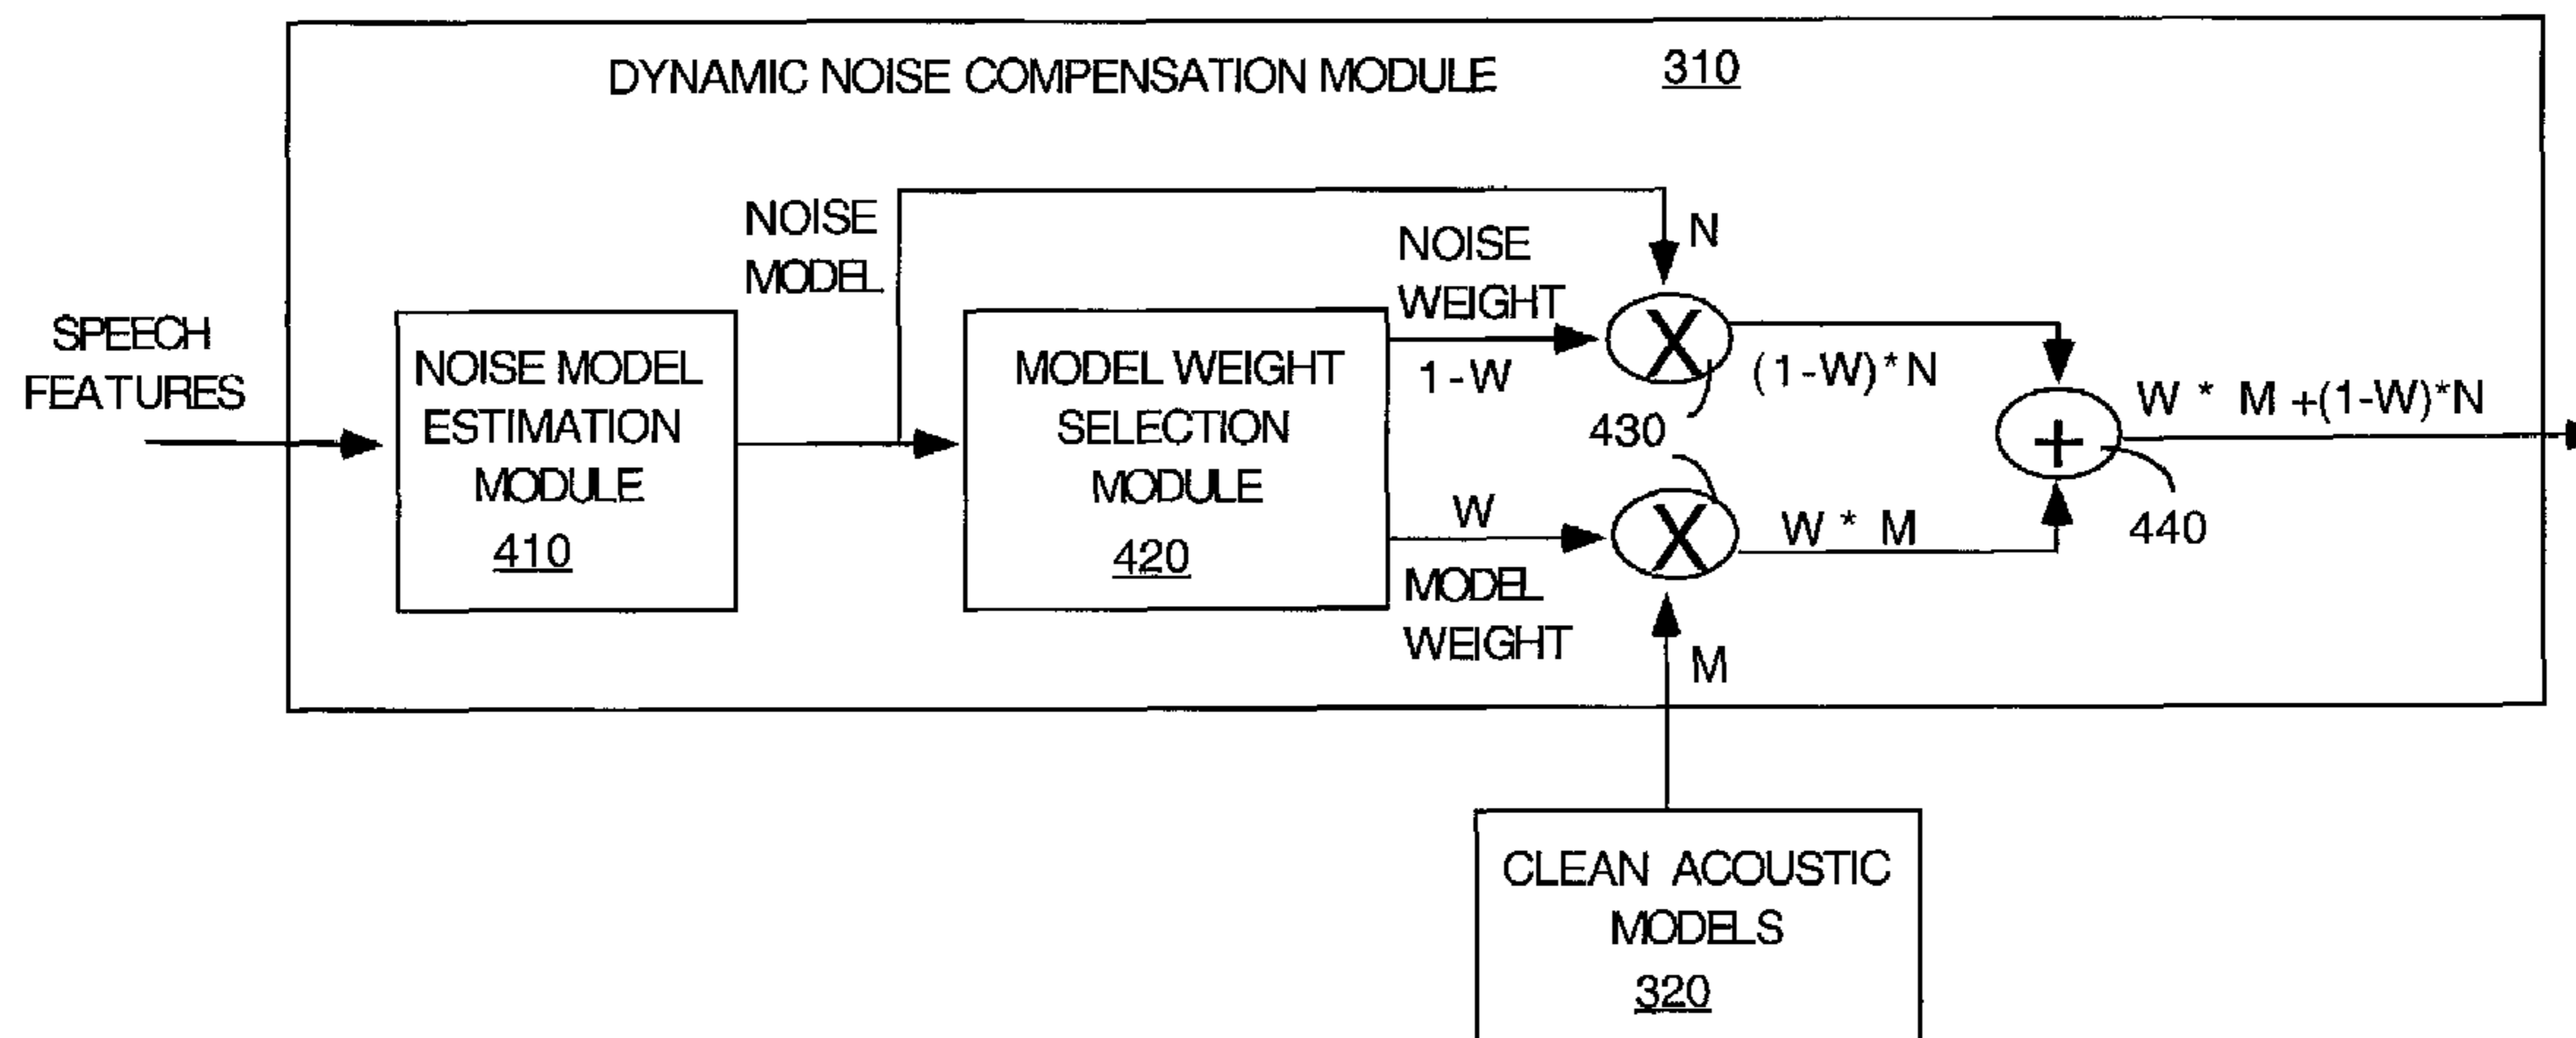 DYNAMIC NOISE COMPENSATION MODULE 310
SPEECH
FEATURES
NOISE MODEL
ESTIMATION
MODULE
410
NOISE
MODEL
MODEL WEIGHT
SELECTION
MODULE
420
NOISE
WEIGHT
1-W
N
X
(1-W)*N
430
W
MODEL
WEIGHT
X
W * M
M
+
440
W * M +(1-W)*N
CLEAN ACOUSTIC
MODELS
320